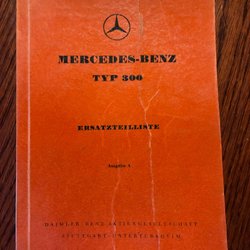 MERCEDES-BENZ
TYP 300
ERSATZTEILLISTE
Ausgabe A
DAIMLER-BENZ AKTIENGESELLSCHAFT
STUTTGART-UNTERTÜRKHEIM